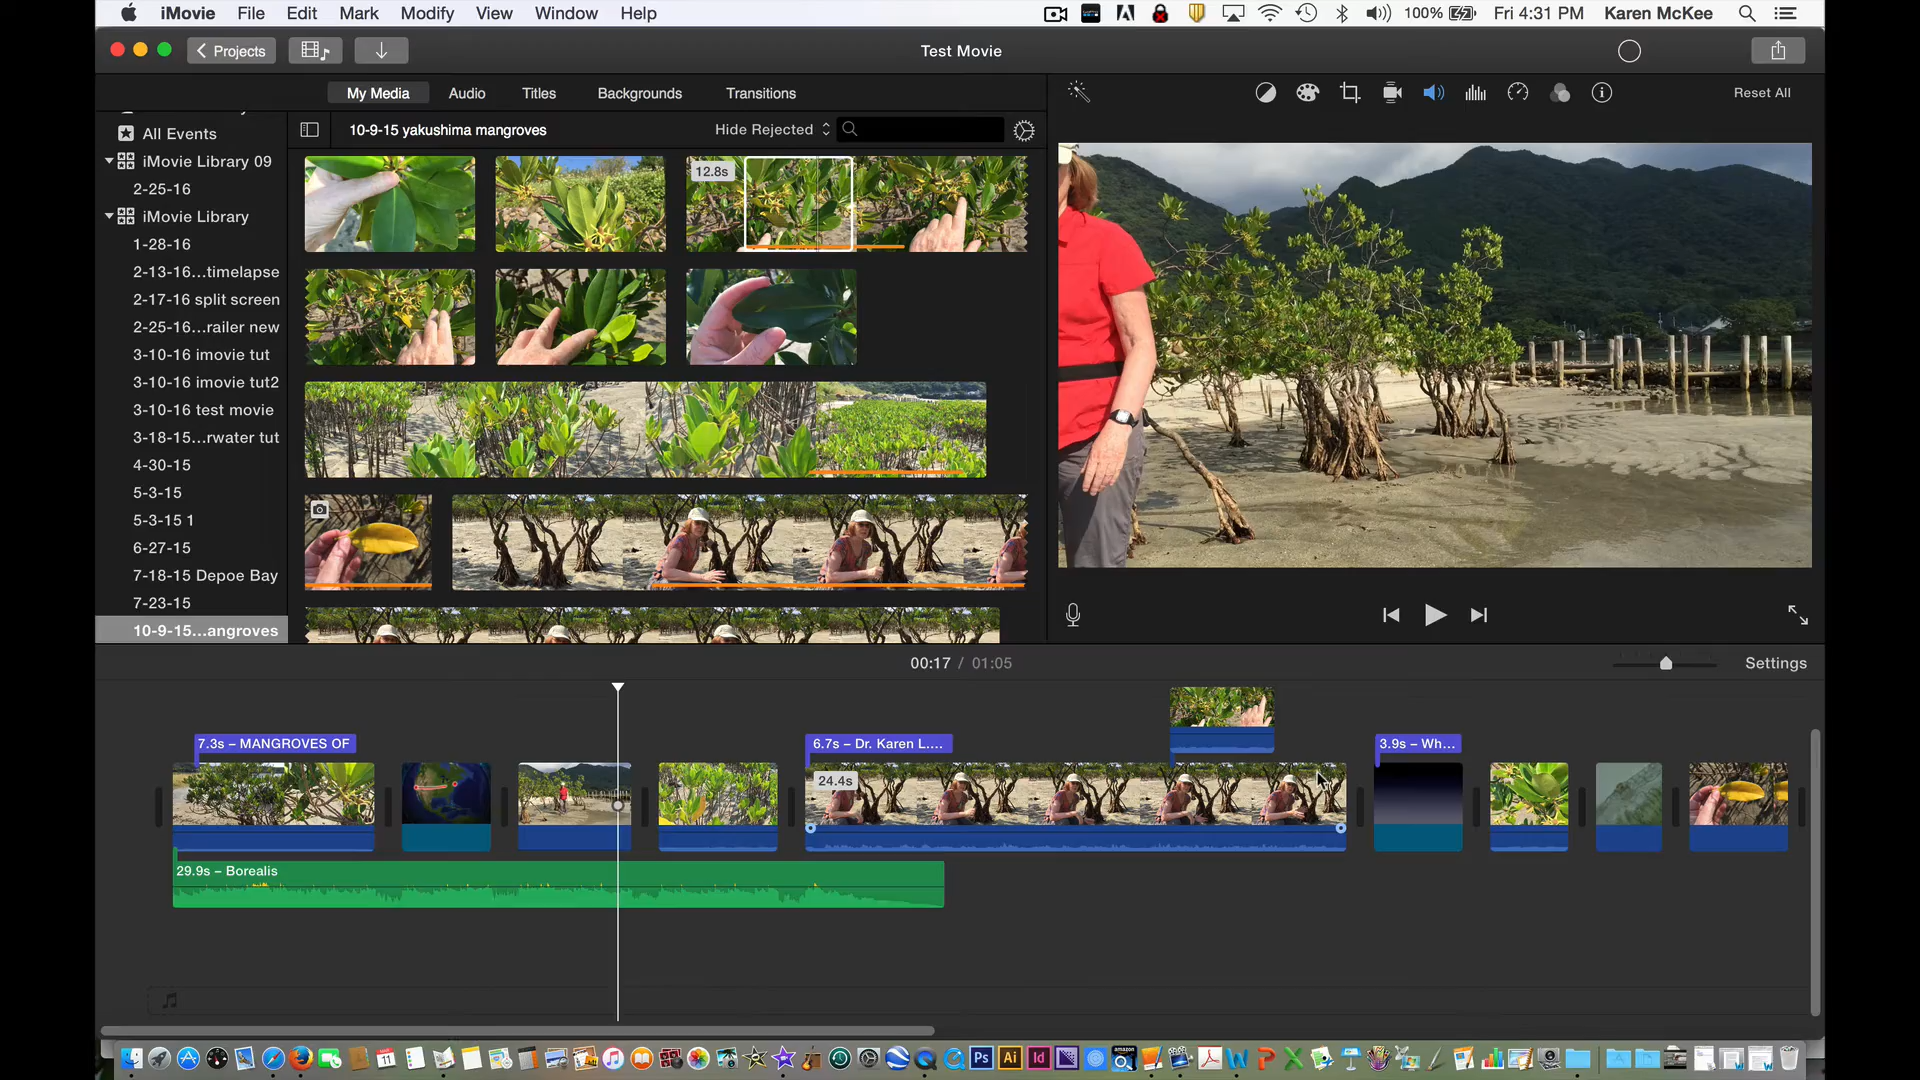 iMovie File Edit Mark Modify View Window Help 100% Fri 4:31 PM Karen McKee
Projects
Test Movie
My Media Audio Titles Backgrounds Transitions
Reset All
All Events
iMovie Library 09
2-25-16
iMovie Library
1-28-16
2-13-16...timelapse
2-17-16 split screen
2-25-16...railer new
3-10-16 imovie tut
3-10-16 imovie tut2
3-10-16 test movie
3-18-15...rwater tut
4-30-15
5-3-15
5-3-15 1
6-27-15
7-18-15 Depoe Bay
7-23-15
10-9-15...angroves
10-9-15 yakushima mangroves
Hide Rejected
12.8s
00:17 / 01:05
Settings
7.3s – MANGROVES OF
6.7s – Dr. Karen L....
3.9s – Wh...
24.4s
29.9s – Borealis
Ps Ai Id
amazon